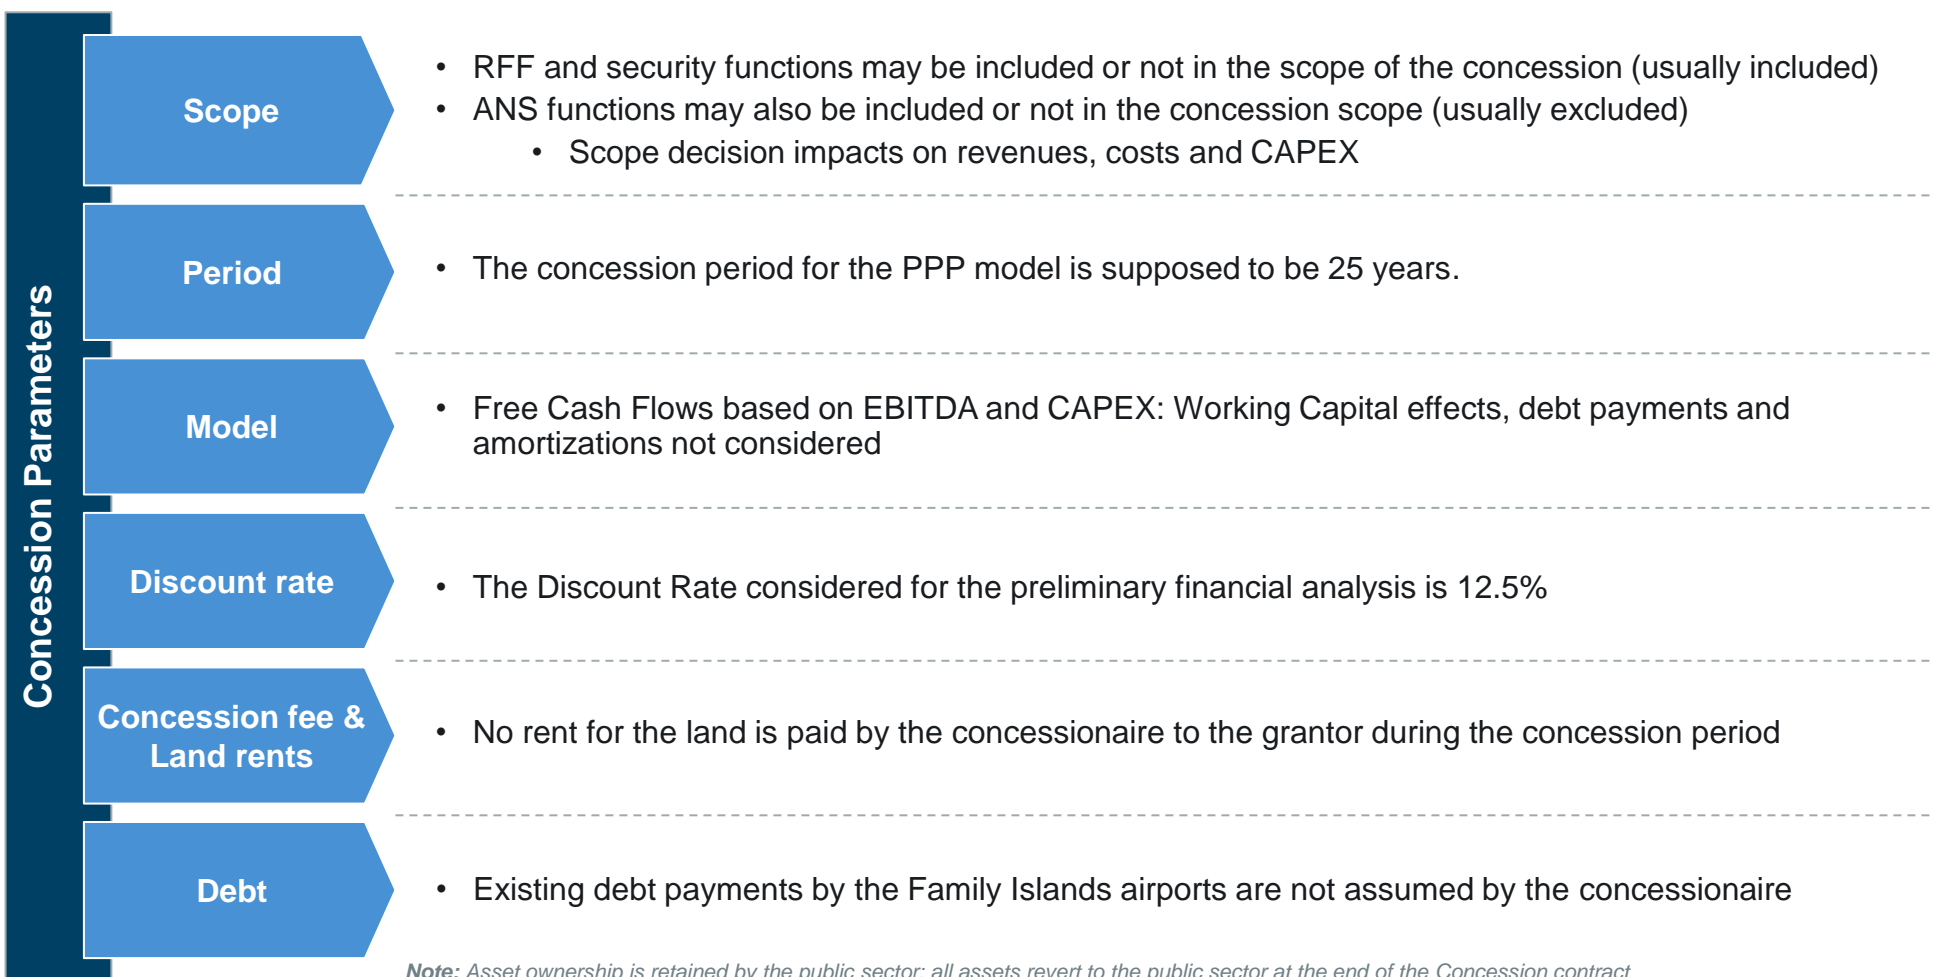 Concession Parameters
Scope
• RFF and security functions may be included or not in the scope of the concession (usually included)
• ANS functions may also be included or not in the concession scope (usually excluded)
• Scope decision impacts on revenues, costs and CAPEX
Period
• The concession period for the PPP model is supposed to be 25 years.
Model
• Free Cash Flows based on EBITDA and CAPEX: Working Capital effects, debt payments and
amortizations not considered
Discount rate
• The Discount Rate considered for the preliminary financial analysis is 12.5%
Concession fee &
Land rents
• No rent for the land is paid by the concessionaire to the grantor during the concession period
Debt
• Existing debt payments by the Family Islands airports are not assumed by the concessionaire
Note: Asset ownership is retained by the public sector; all assets revert to the public sector at the end of the Concession contract